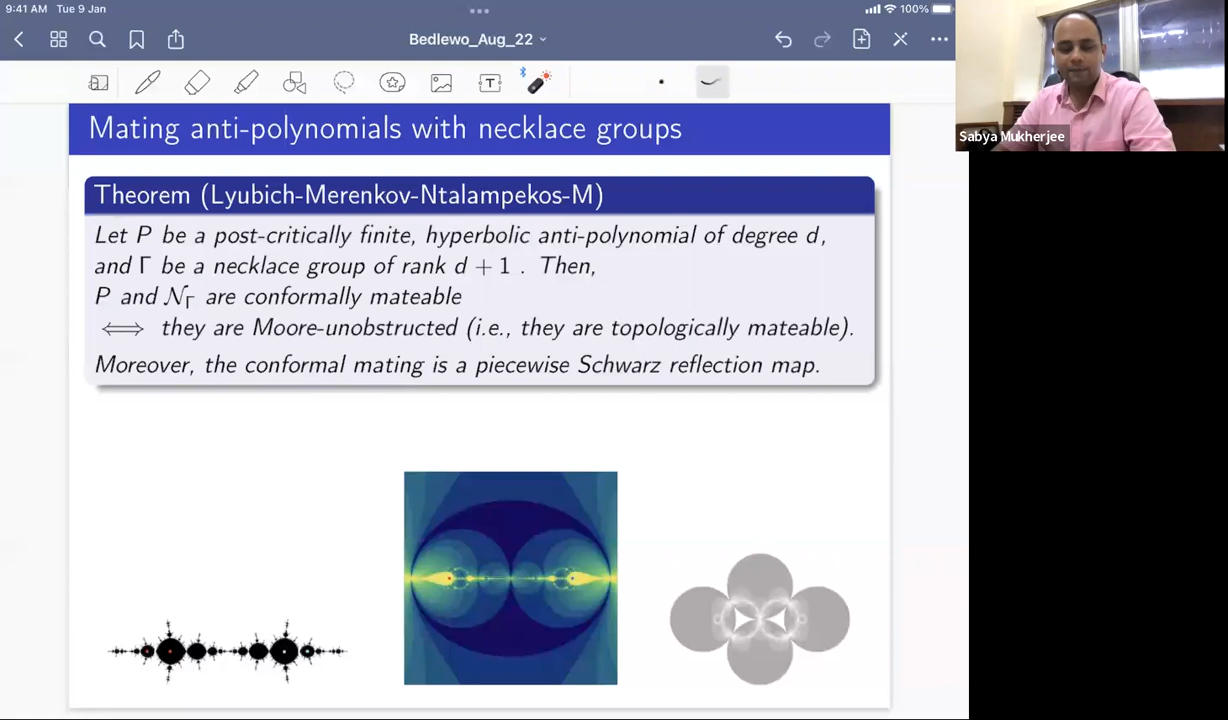 9:41 AM Tue 9 Jan
100%
Bedlewo_Aug_22
Mating anti-polynomials with necklace groups
Theorem (Lyubich-Merenkov-Ntalampekos-M)
Let P be a post-critically finite, hyperbolic anti-polynomial of degree d,
and Γ be a necklace group of rank d + 1 . Then,
P and 𝒩_Γ are conformally mateable
⟺ they are Moore-unobstructed (i.e., they are topologically mateable).
Moreover, the conformal mating is a piecewise Schwarz reflection map.
Sabya Mukherjee